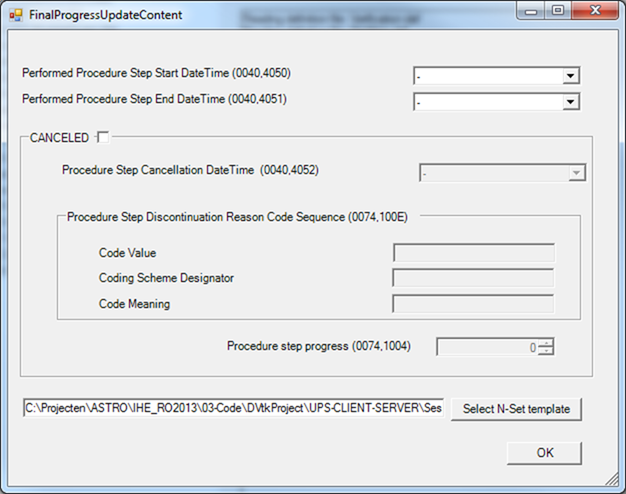 FinalProgressUpdateContent
Performed Procedure Step Start DateTime (0040,4050) -
Performed Procedure Step End DateTime (0040,4051) -
CANCELED
Procedure Step Cancellation DateTime (0040,4052) -
Procedure Step Discontinuation Reason Code Sequence (0074,100E)
Code Value
Coding Scheme Designator
Code Meaning
Procedure step progress (0074,1004) 0
C:\Projecten\ASTRO\IHE_RO2013\03-Code\DVtkProject\UPS-CLIENT-SERVER\Ses Select N-Set template
OK